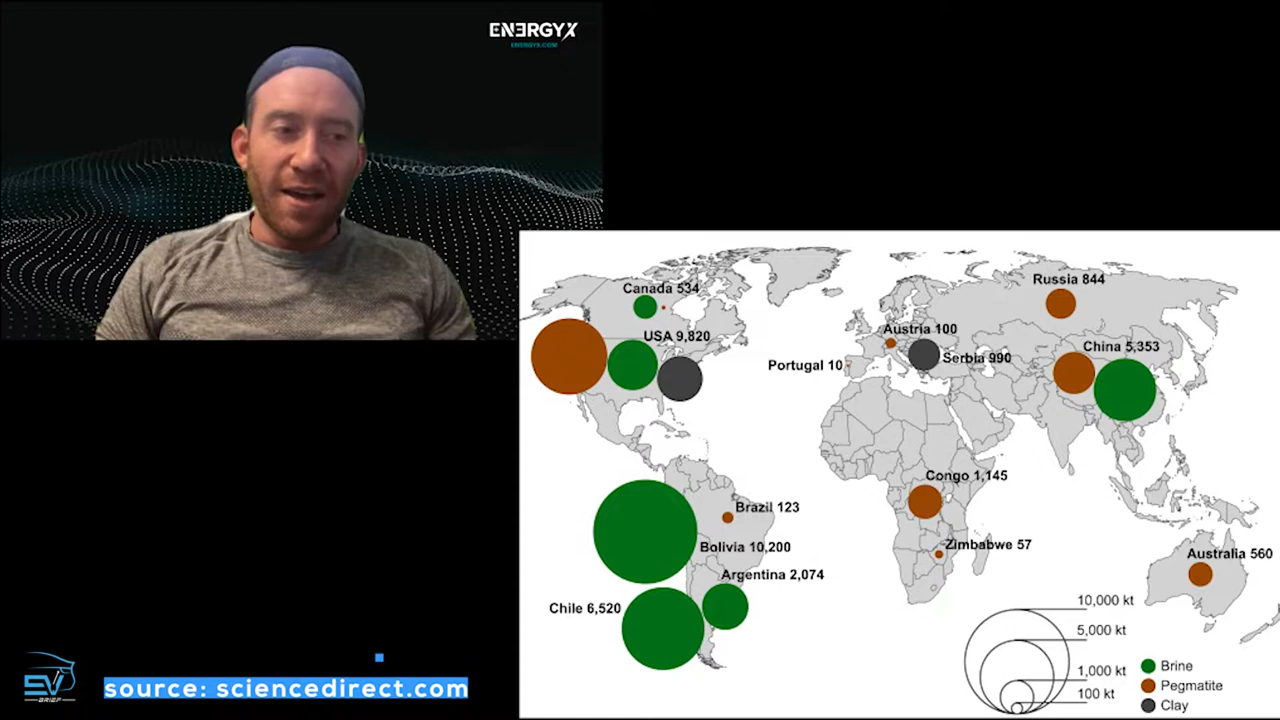 ENERGYX
ENERGYX.COM
Canada 534
USA 9,820
Russia 844
Austria 100
Serbia 990
Portugal 10
China 5,353
Congo 1,145
Brazil 123
Bolivia 10,200
Zimbabwe 57
Australia 560
Argentina 2,074
Chile 6,520
10,000 kt
5,000 kt
1,000 kt
100 kt
Brine
Pegmatite
Clay
EV
BRIEF
source: sciencedirect.com